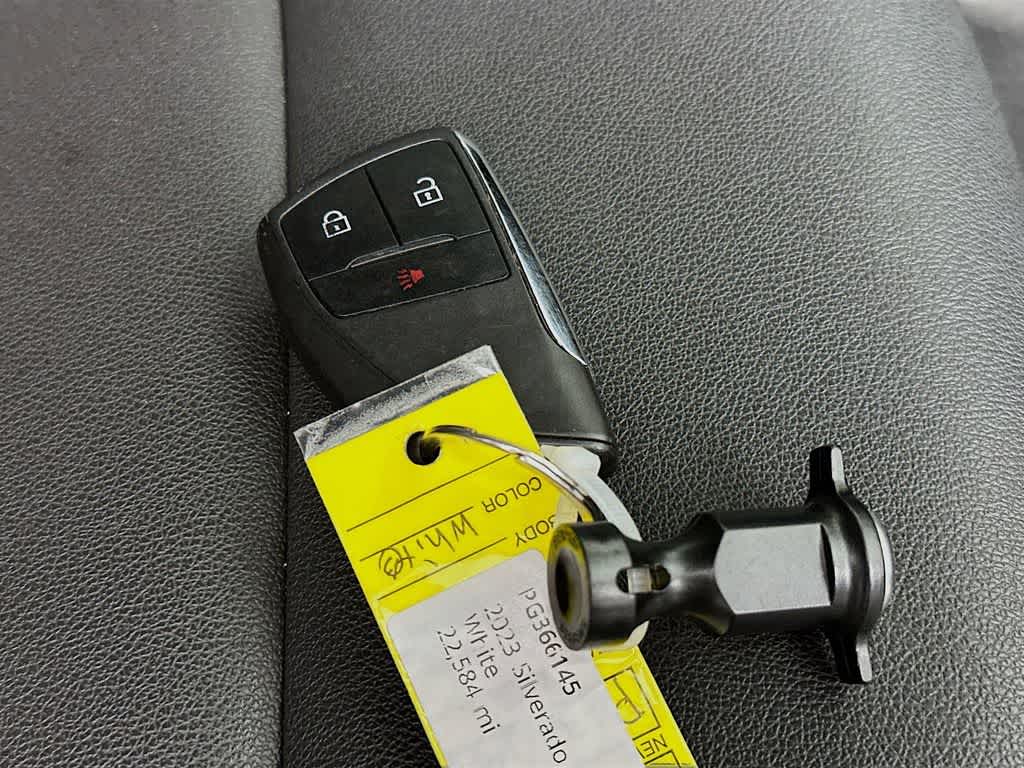 COLOR
White
BODY
PG366145
2023 Silverado
White
22,584 mi